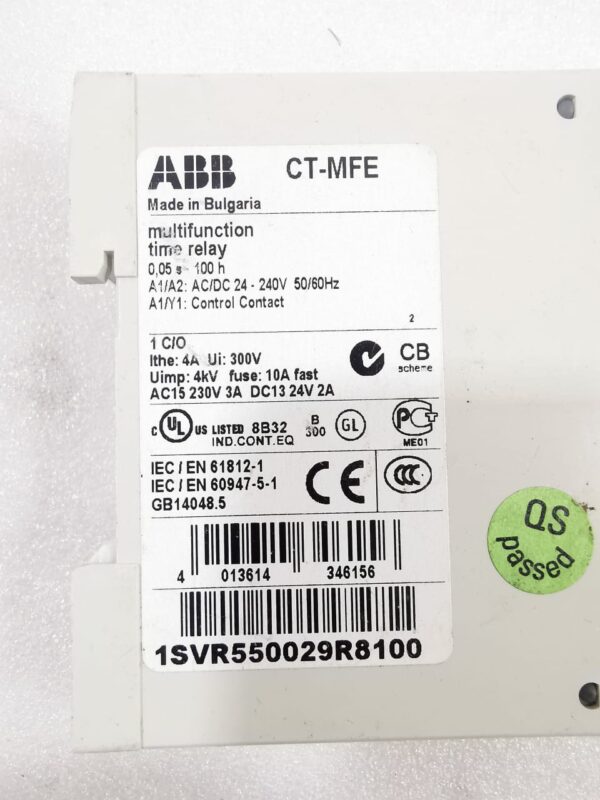 ABB CT-MFE
Made in Bulgaria
multifunction
time relay
0,05 s - 100 h
A1/A2: AC/DC 24 - 240V 50/60Hz
A1/Y1: Control Contact
2
1 C/O
Ithe: 4A Ui: 300V
Uimp: 4kV fuse: 10A fast
AC15 230V 3A DC13 24V 2A
CB
scheme
c UL US LISTED 8B32
IND.CONT.EQ
B
300
GL
PCT
ME01
IEC / EN 61812-1
IEC / EN 60947-5-1
GB14048.5
CE
CCC
4 013614 346156
1SVR550029R8100
QS
passed